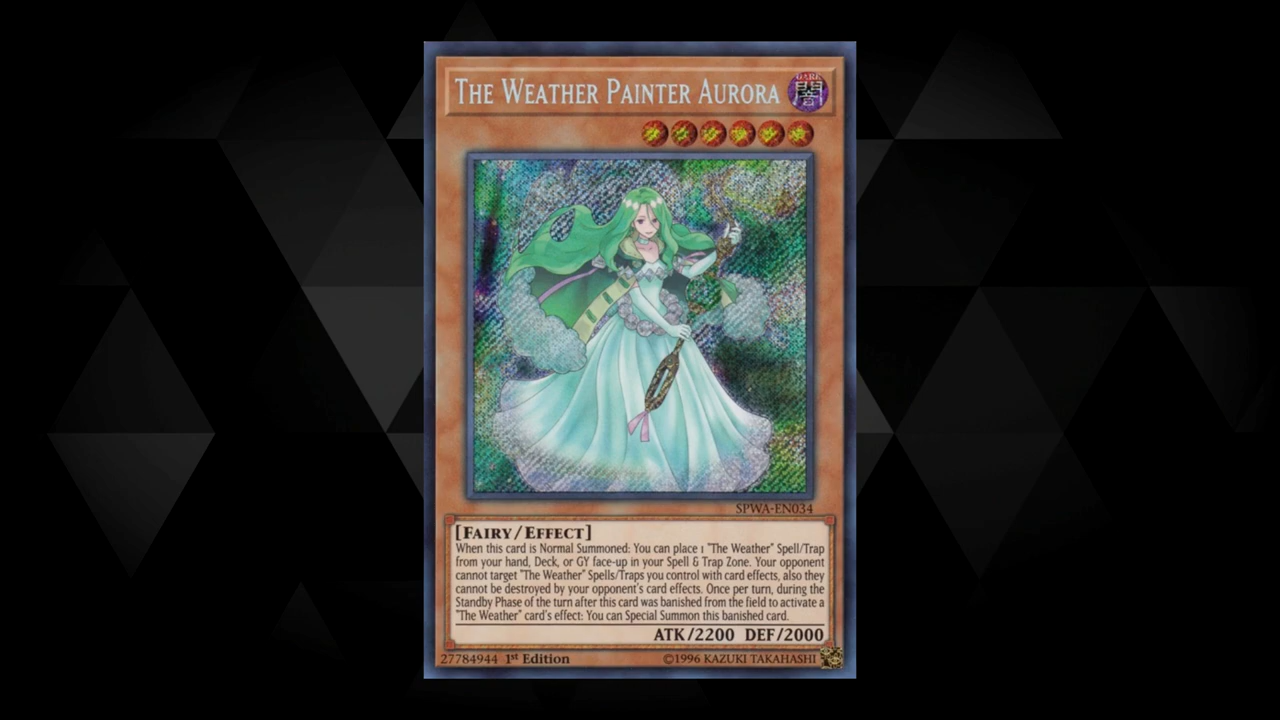 THE WEATHER PAINTER AURORA
DARK
闇
SPWA-EN034
[FAIRY/EFFECT]
When this card is Normal Summoned: You can place 1 "The Weather" Spell/Trap
from your hand, Deck, or GY face-up in your Spell & Trap Zone. Your opponent
cannot target "The Weather" Spells/Traps you control with card effects, also they
cannot be destroyed by your opponent's card effects. Once per turn, during the
Standby Phase of the turn after this card was banished from the field to activate a
"The Weather" card's effect: You can Special Summon this banished card.
ATK/2200 DEF/2000
27784944 1st Edition ©1996 KAZUKI TAKAHASHI